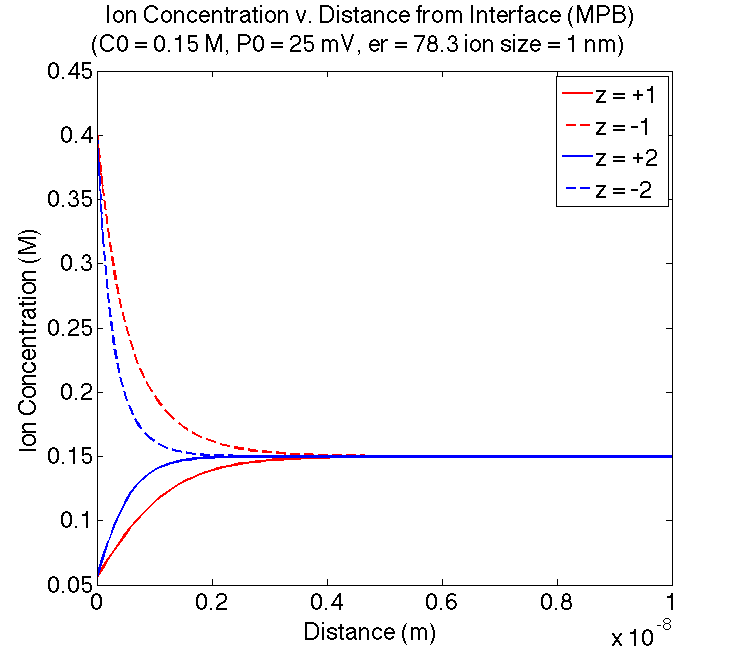 Ion Concentration v. Distance from Interface (MPB)
(C0 = 0.15 M, P0 = 25 mV, er = 78.3 ion size = 1 nm)
0.45
0.4
0.35
0.3
0.25
0.2
0.15
0.1
0.05
Ion Concentration (M)
z = +1
z = -1
z = +2
z = -2
0
0.2
0.4
0.6
0.8
1
Distance (m)
x 10-8